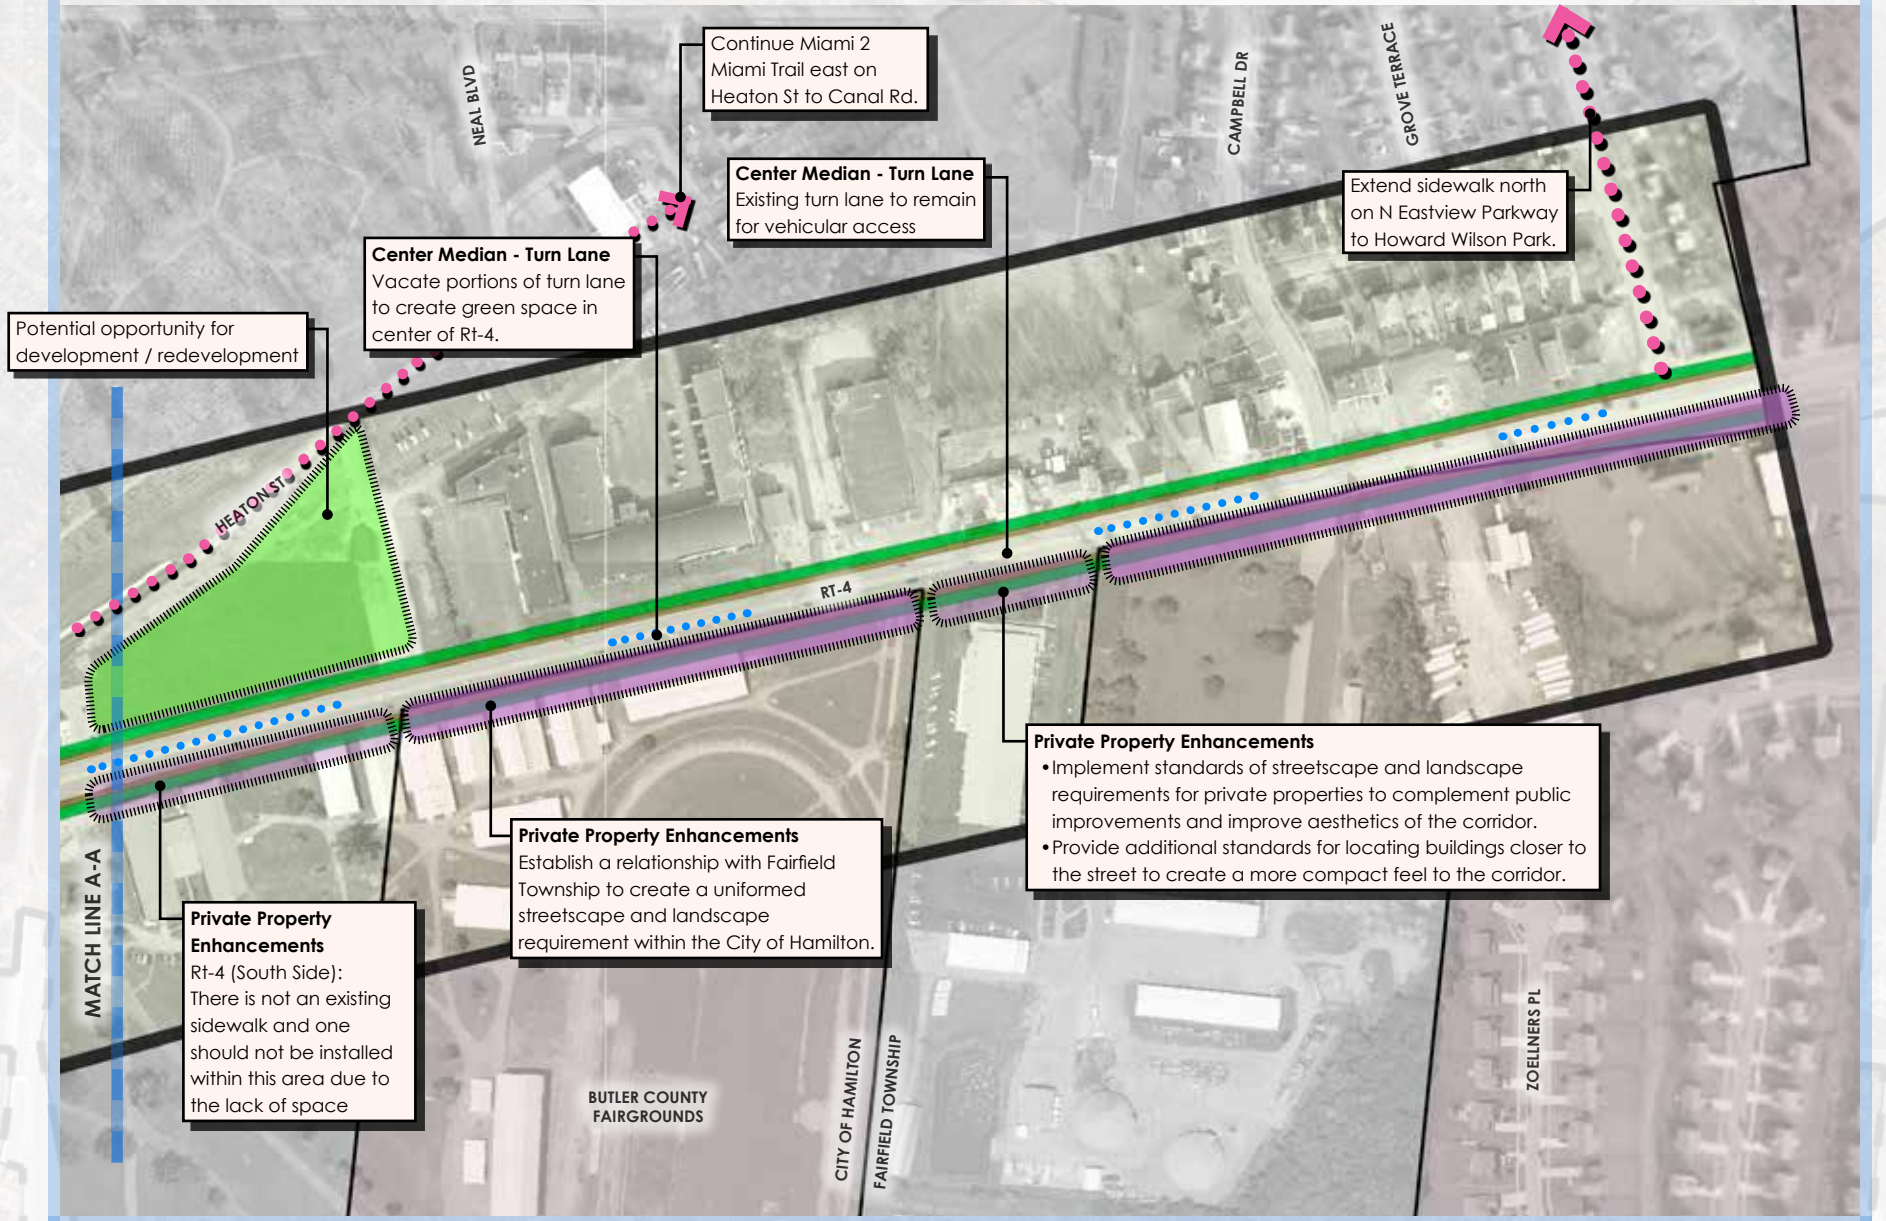 NEAL BLVD
Continue Miami 2
Miami Trail east on
Heaton St to Canal Rd.
CAMPBELL DR
GROVE TERRACE
Center Median - Turn Lane
Existing turn lane to remain
for vehicular access
Extend sidewalk north
on N Eastview Parkway
to Howard Wilson Park.
Center Median - Turn Lane
Vacate portions of turn lane
to create green space in
center of Rt-4.
Potential opportunity for
development / redevelopment
HEATON ST
RT-4
Private Property Enhancements
•Implement standards of streetscape and landscape
requirements for private properties to complement public
improvements and improve aesthetics of the corridor.
•Provide additional standards for locating buildings closer to
the street to create a more compact feel to the corridor.
Private Property Enhancements
Establish a relationship with Fairfield
Township to create a uniformed
streetscape and landscape
requirement within the City of Hamilton.
MATCH LINE A-A
Private Property
Enhancements
Rt-4 (South Side):
There is not an existing
sidewalk and one
should not be installed
within this area due to
the lack of space
BUTLER COUNTY
FAIRGROUNDS
CITY OF HAMILTON
FAIRFIELD TOWNSHIP
ZOELLNERS PL